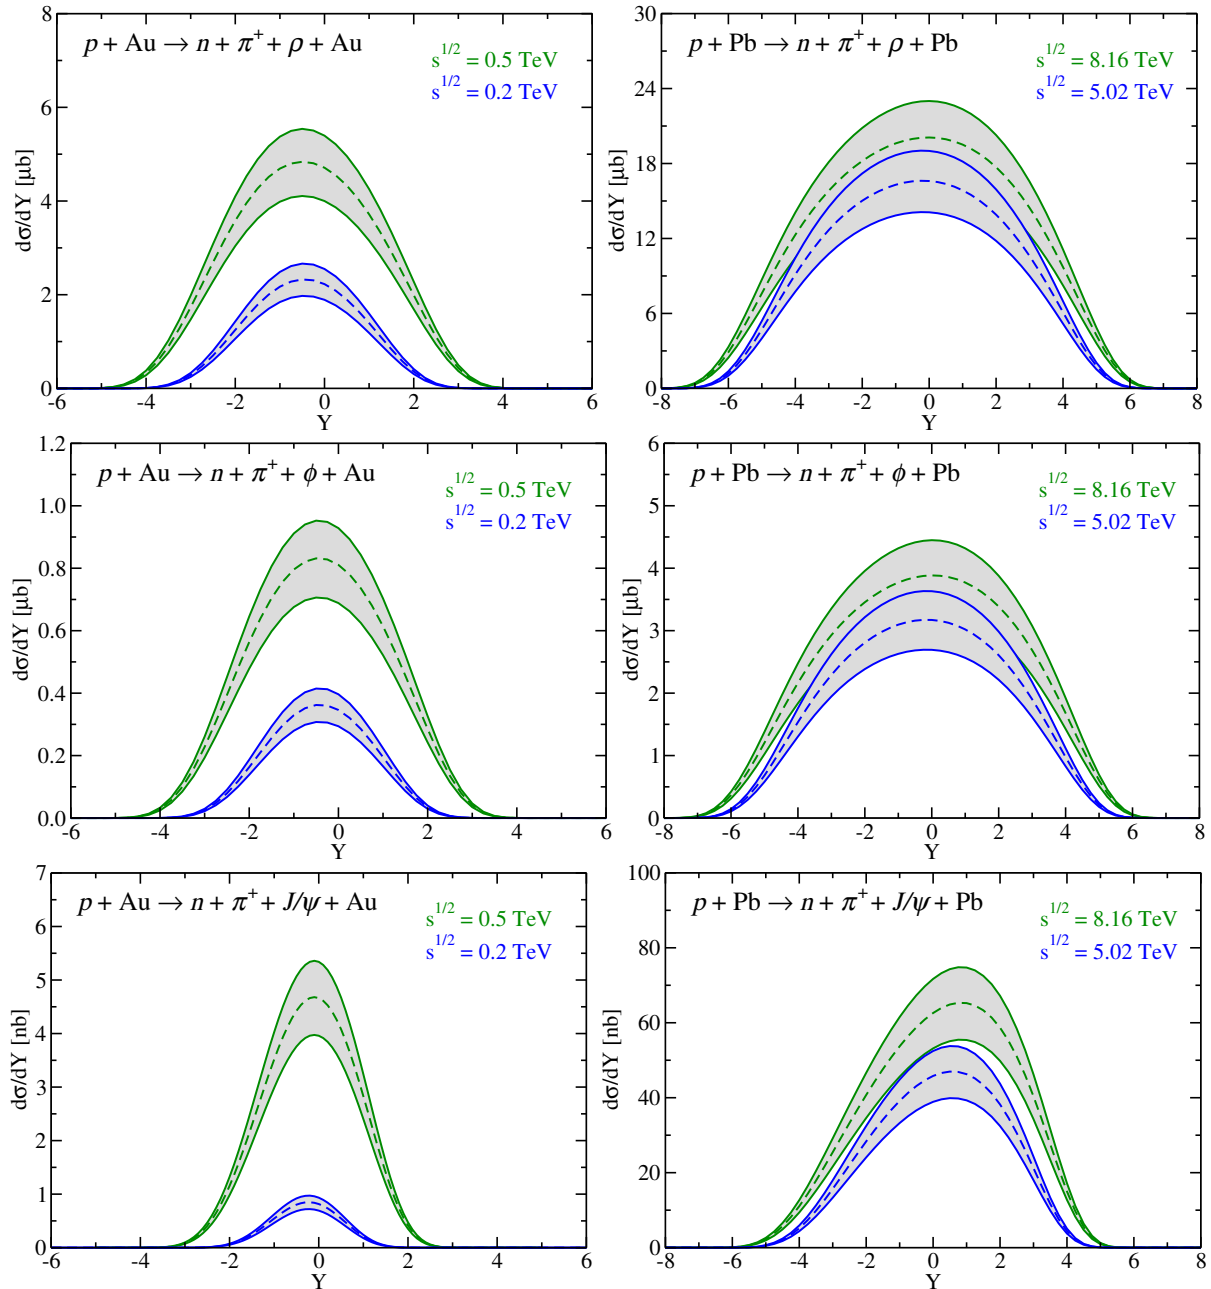 p + Au → n + π⁺ + ρ + Au
s^1/2 = 0.5 TeV
s^1/2 = 0.2 TeV
dσ/dY [μb]
8
6
4
2
0
-6 -4 -2 0 2 4 6
Y
p + Pb → n + π⁺ + ρ + Pb
s^1/2 = 8.16 TeV
s^1/2 = 5.02 TeV
dσ/dY [μb]
30
24
18
12
6
0
-8 -6 -4 -2 0 2 4 6 8
Y
p + Au → n + π⁺ + ϕ + Au
s^1/2 = 0.5 TeV
s^1/2 = 0.2 TeV
dσ/dY [μb]
1.2
1.0
0.8
0.6
0.4
0.2
0.0
-6 -4 -2 0 2 4 6
Y
p + Pb → n + π⁺ + ϕ + Pb
s^1/2 = 8.16 TeV
s^1/2 = 5.02 TeV
dσ/dY [μb]
6
5
4
3
2
1
0
-8 -6 -4 -2 0 2 4 6 8
Y
p + Au → n + π⁺ + J/ψ + Au
s^1/2 = 0.5 TeV
s^1/2 = 0.2 TeV
dσ/dY [nb]
7
6
5
4
3
2
1
0
-6 -4 -2 0 2 4 6
Y
p + Pb → n + π⁺ + J/ψ + Pb
s^1/2 = 8.16 TeV
s^1/2 = 5.02 TeV
dσ/dY [nb]
100
80
60
40
20
0
-8 -6 -4 -2 0 2 4 6 8
Y